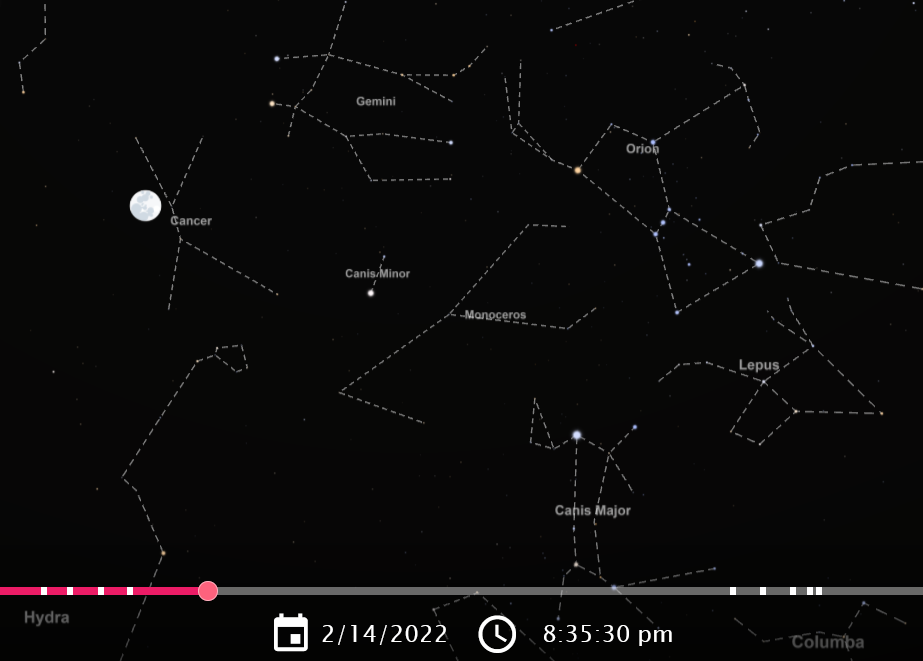 Gemini
Orion
Cancer
Canis Minor
Monoceros
Lepus
Canis Major
Hydra
Columba
2/14/2022 8:35:30 pm